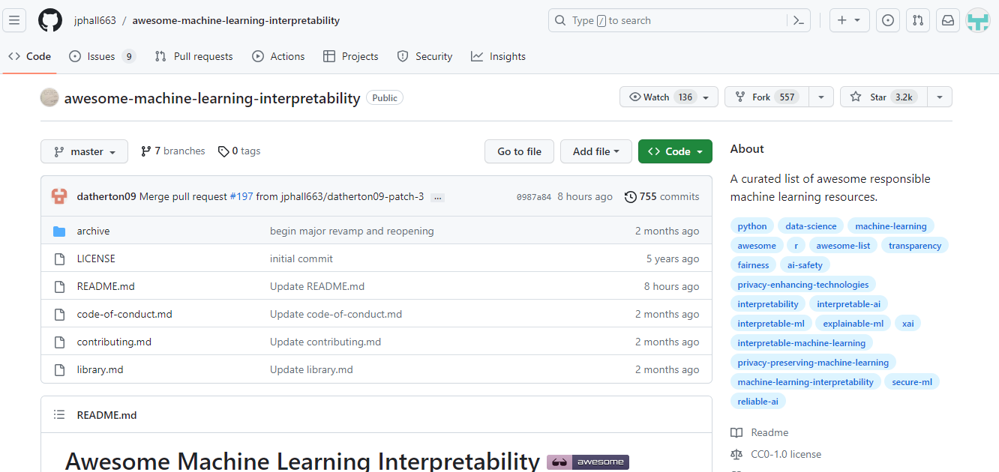 jphall663 / awesome-machine-learning-interpretability
Type / to search
Code
Issues 9
Pull requests
Actions
Projects
Security
Insights
awesome-machine-learning-interpretability Public
Watch 136
Fork 557
Star 3.2k
master
7 branches
0 tags
Go to file
Add file
Code
datherton09 Merge pull request #197 from jphall663/datherton09-patch-3 ...
0987a84 8 hours ago
755 commits
archive begin major revamp and reopening 2 months ago
LICENSE initial commit 5 years ago
README.md Update README.md 8 hours ago
code-of-conduct.md Update code-of-conduct.md 2 months ago
contributing.md Update contributing.md 2 months ago
library.md Update library.md 2 months ago
README.md
Awesome Machine Learning Interpretability awesome
About
A curated list of awesome responsible
machine learning resources.
python data-science machine-learning
awesome r awesome-list transparency
fairness ai-safety
privacy-enhancing-technologies
interpretability interpretable-ai
interpretable-ml explainable-ml xai
interpretable-machine-learning
privacy-preserving-machine-learning
machine-learning-interpretability secure-ml
reliable-ai
Readme
CC0-1.0 license